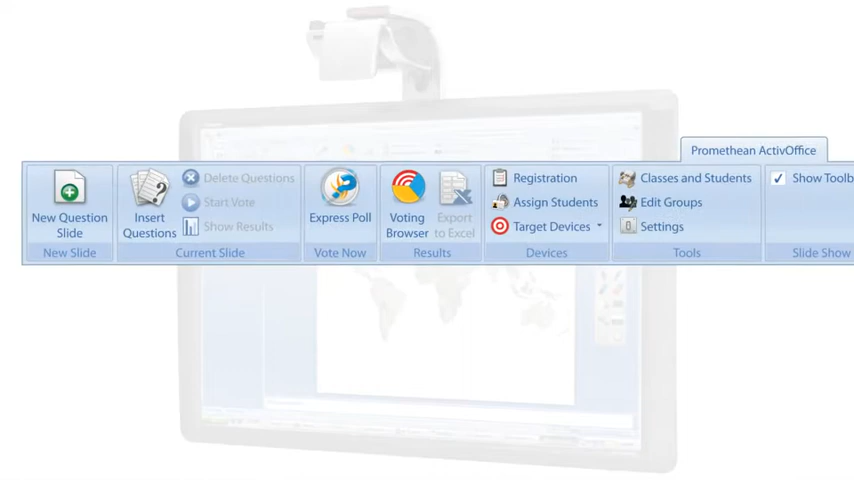 Promethean ActivOffice
New Question
Slide
New Slide
Insert
Questions
Delete Questions
Start Vote
Show Results
Current Slide
Express Poll
Vote Now
Voting
Browser
Export
to Excel
Results
Registration
Assign Students
Target Devices
Devices
Classes and Students
Edit Groups
Settings
Tools
Show Toolb
Slide Show